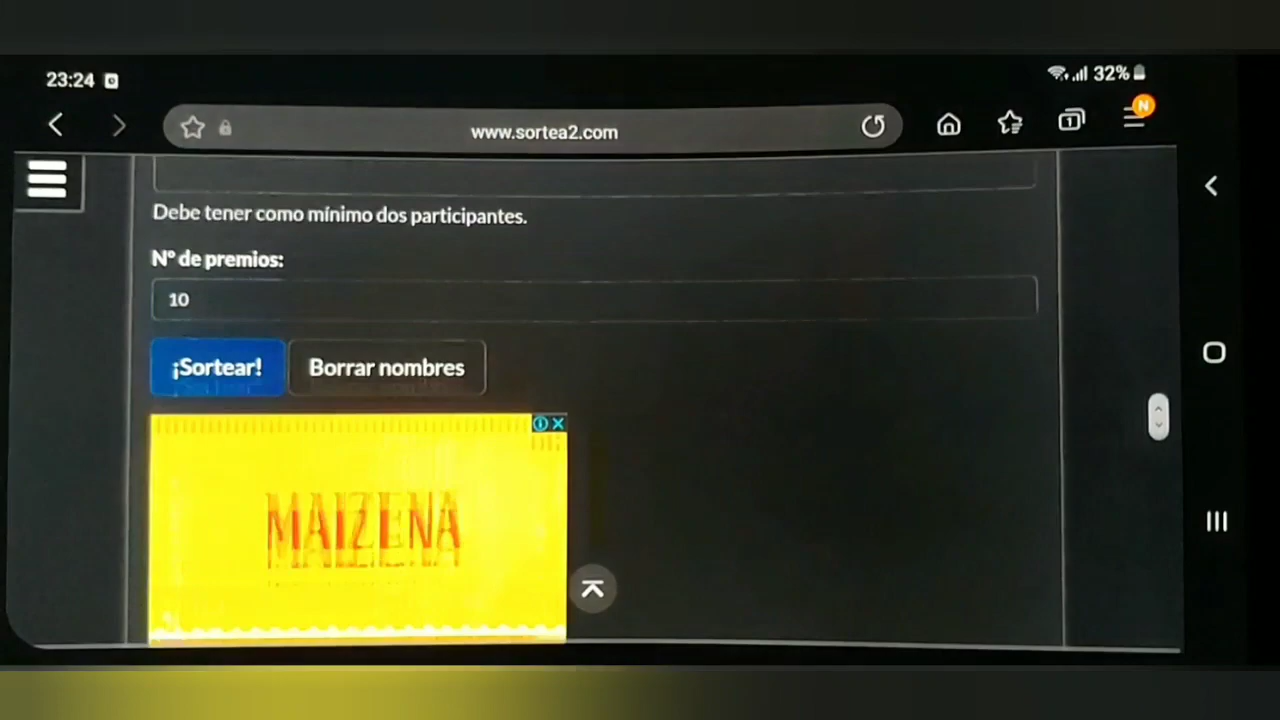 23:24
32%
www.sortea2.com
1
N
Debe tener como mínimo dos participantes.
Nº de premios:
10
¡Sortear!
Borrar nombres
MAIZENA